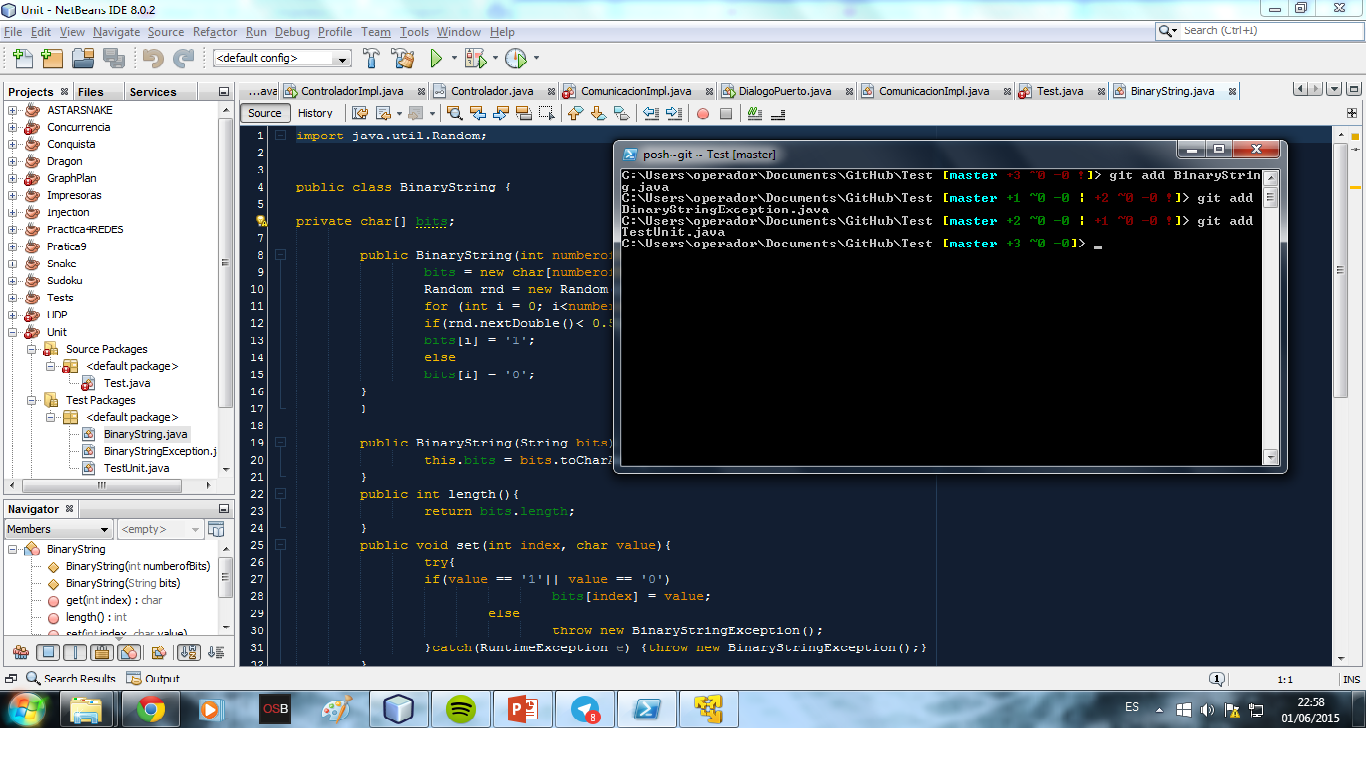 Unit - NetBeans IDE 8.0.2
File Edit View Navigate Source Refactor Run Debug Profile Team Tools Window Help
Search (Ctrl+I)
<default config>
Projects Files Services
...ava ControladorImpl.java Controlador.java ComunicacionImpl.java DialogoPuerto.java ComunicacionImpl.java Test.java BinaryString.java
Source History
ASTARSNAKE
Concurrencia
Conquista
Dragon
GraphPlan
Impresoras
Injection
Practica4REDES
Pratica9
Snake
Sudoku
Tests
UDP
Unit
Source Packages
<default package>
Test.java
Test Packages
<default package>
BinaryString.java
BinaryStringException.j
TestUnit.java
Navigator
Members <empty>
BinaryString
BinaryString(int numberofBits)
BinaryString(String bits)
get(int index) : char
length() : int
set(int index, char value)
1 import java.util.Random;
2
3
4 public class BinaryString {
5
private char[] bits;
7
8 public BinaryString(int numberof
9 bits = new char[numberof
10 Random rnd = new Random
11 for (int i = 0; i<number
12 if(rnd.nextDouble()< 0.5
13 bits[i] = '1';
14 else
15 bits[i] = '0';
16 }
17 }
18
19 public BinaryString(String bits)
20 this.bits = bits.toCharA
21 }
22 public int length(){
23 return bits.length;
24 }
25 public void set(int index, char value){
26 try{
27 if(value == '1'|| value == '0')
28 bits[index] = value;
29 else
30 throw new BinaryStringException();
31 }catch(RuntimeException e) {throw new BinaryStringException();}
32 }
posh~git ~ Test [master]
C:\Users\operador\Documents\GitHub\Test [master +3 ~0 -0 !]> git add BinaryStrin
g.java
C:\Users\operador\Documents\GitHub\Test [master +1 ~0 -0 | +2 ~0 -0 !]> git add
BinaryStringException.java
C:\Users\operador\Documents\GitHub\Test [master +2 ~0 -0 | +1 ~0 -0 !]> git add
TestUnit.java
C:\Users\operador\Documents\GitHub\Test [master +3 ~0 -0]>
Search Results Output
1 1:1 INS
OSB
8
ES
22:58
01/06/2015